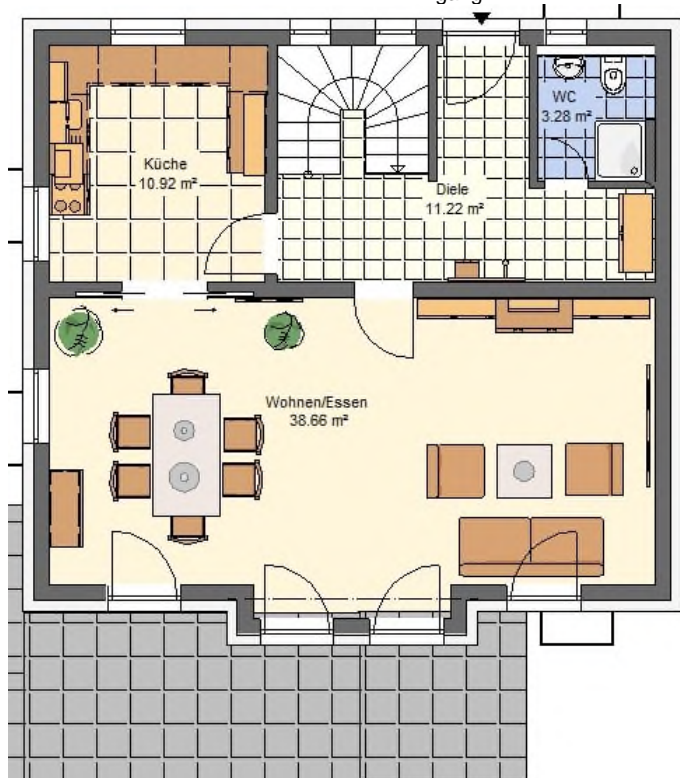 WC
3.28 m²
Küche
10.92 m²
Diele
11.22 m²
Wohnen/Essen
38.66 m²